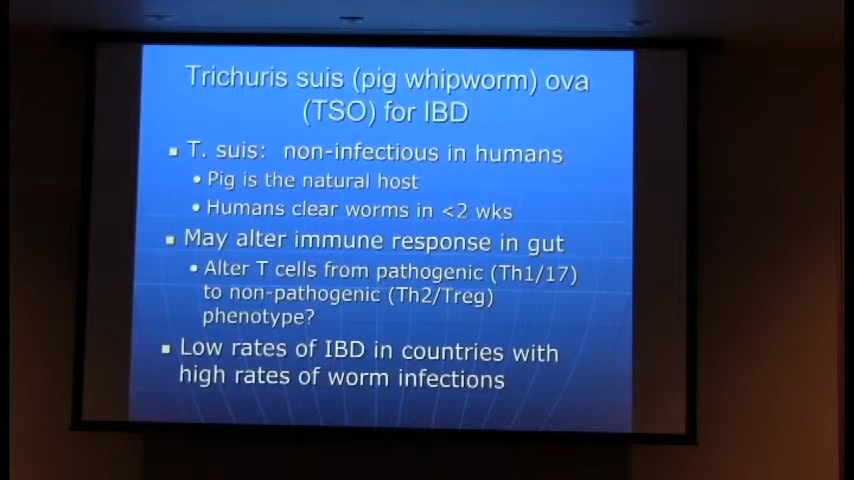 Trichuris suis (pig whipworm) ova
(TSO) for IBD
T. suis: non-infectious in humans
Pig is the natural host
Humans clear worms in <2 wks
May alter immune response in gut
Alter T cells from pathogenic (Th1/17)
to non-pathogenic (Th2/Treg)
phenotype?
Low rates of IBD in countries with
high rates of worm infections